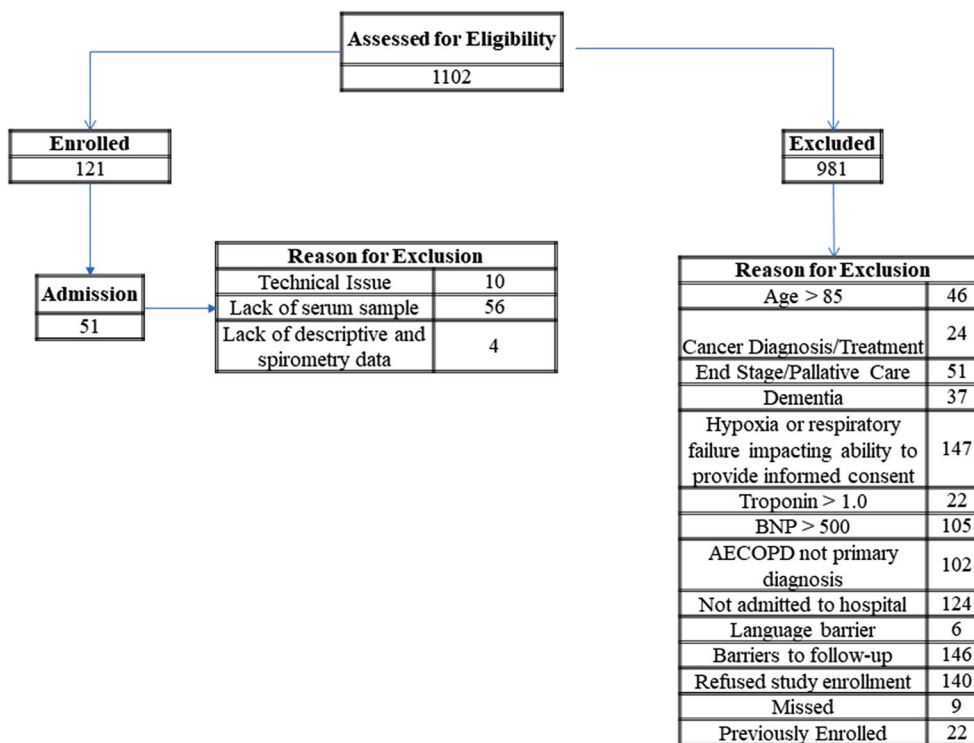 Assessed for Eligibility
1102
Enrolled
121
Excluded
981
Admission
51
Reason for Exclusion
Technical Issue 10
Lack of serum sample 56
Lack of descriptive and
spirometry data 4
Reason for Exclusion
Age > 85 46
Cancer Diagnosis/Treatment 24
End Stage/Pallative Care 51
Dementia 37
Hypoxia or respiratory
failure impacting ability to
provide informed consent 147
Troponin > 1.0 22
BNP > 500 105
AECOPD not primary
diagnosis 102
Not admitted to hospital 124
Language barrier 6
Barriers to follow-up 146
Refused study enrollment 140
Missed 9
Previously Enrolled 22